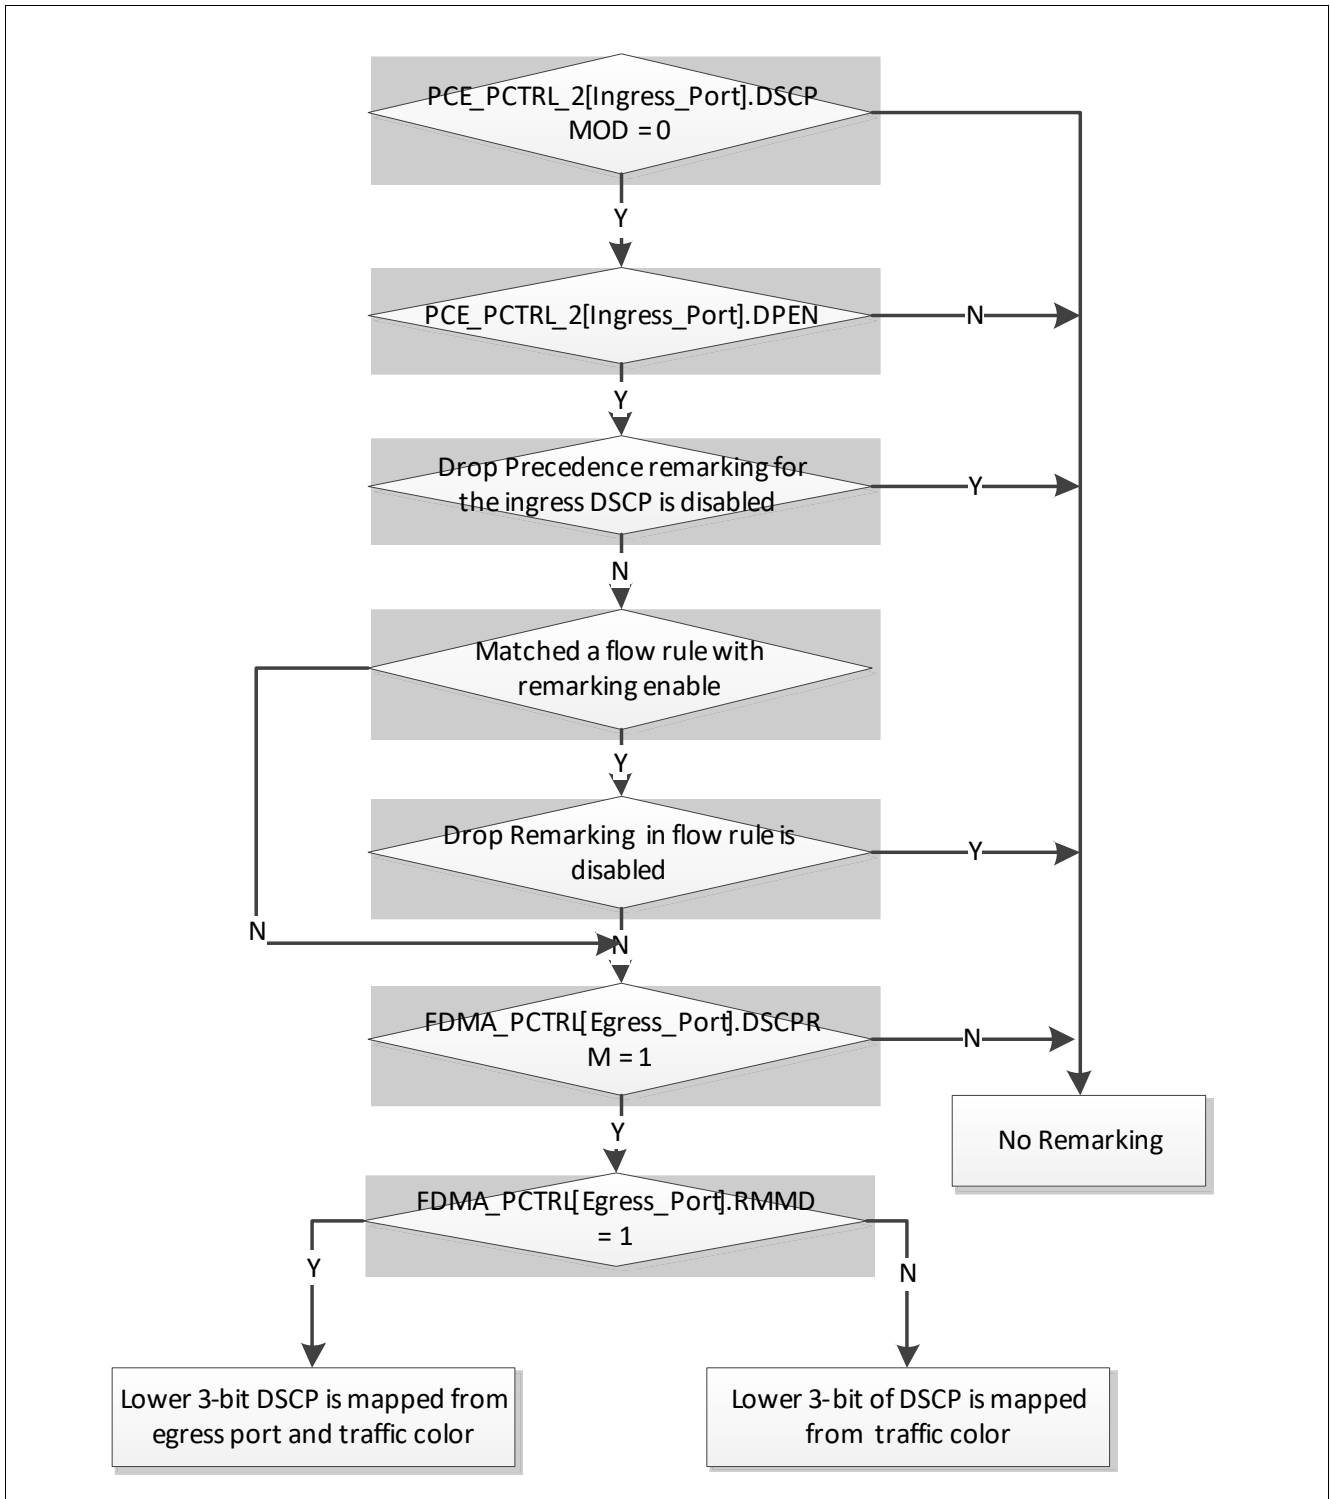 PCE_PCTRL_2[Ingress_Port].DSCP
MOD = 0
Y
PCE_PCTRL_2[Ingress_Port].DPEN
N
Y
Drop Precedence remarking for
the ingress DSCP is disabled
Y
N
Matched a flow rule with
remarking enable
Y
Drop Remarking in flow rule is
disabled
Y
N
N
FDMA_PCTRL[Egress_Port].DSCPR
M = 1
N
Y
No Remarking
FDMA_PCTRL[Egress_Port].RMMD
= 1
Y
N
Lower 3-bit DSCP is mapped from
egress port and traffic color
Lower 3-bit of DSCP is mapped
from traffic color